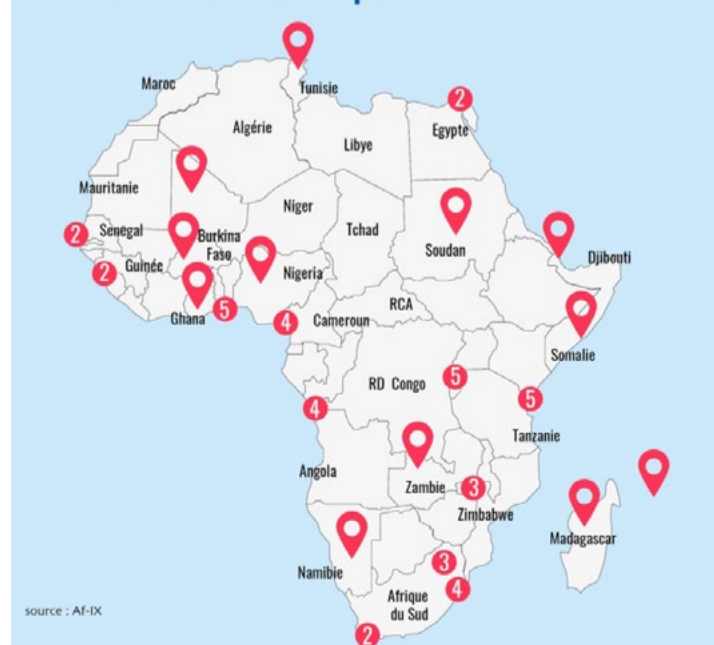 Tunisie
Maroc
2
Algérie
Egypte
Libye
Mauritanie
Niger
Tchad
2
Senegal
Burkina
Faso
Soudan
Djibouti
Guinée
2
Nigeria
RCA
Ghana
5
4
Cameroun
Somalie
RD Congo
5
5
4
Tanzanie
Angola
Zambie
3
Zimbabwe
Madagascar
3
Namibie
4
Afrique
du Sud
source : Af-IX
2